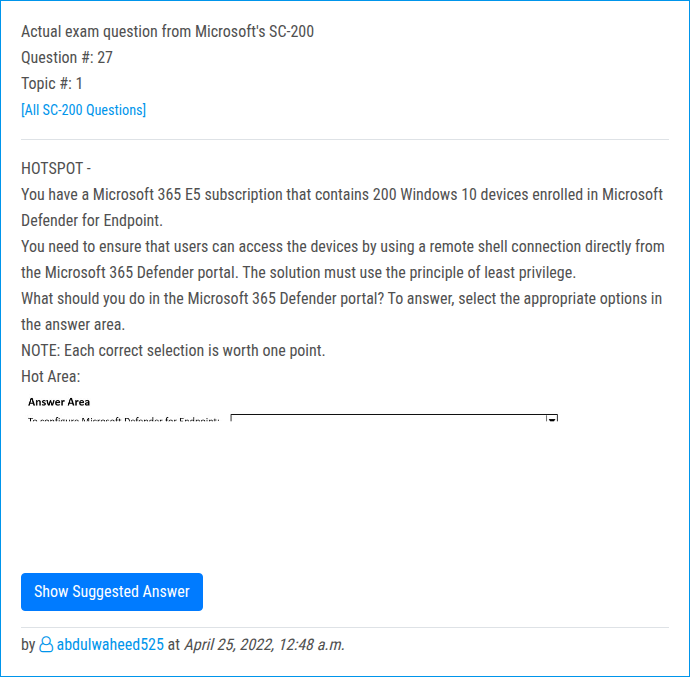 Actual exam question from Microsoft's SC-200
Question #: 27
Topic #: 1
[All SC-200 Questions]
HOTSPOT -
You have a Microsoft 365 E5 subscription that contains 200 Windows 10 devices enrolled in Microsoft
Defender for Endpoint.
You need to ensure that users can access the devices by using a remote shell connection directly from
the Microsoft 365 Defender portal. The solution must use the principle of least privilege.
What should you do in the Microsoft 365 Defender portal? To answer, select the appropriate options in
the answer area.
NOTE: Each correct selection is worth one point.
Hot Area:
Answer Area
To configure Microsoft Defender for Endpoint:
Show Suggested Answer
by abdulwaheed525 at April 25, 2022, 12:48 a.m.